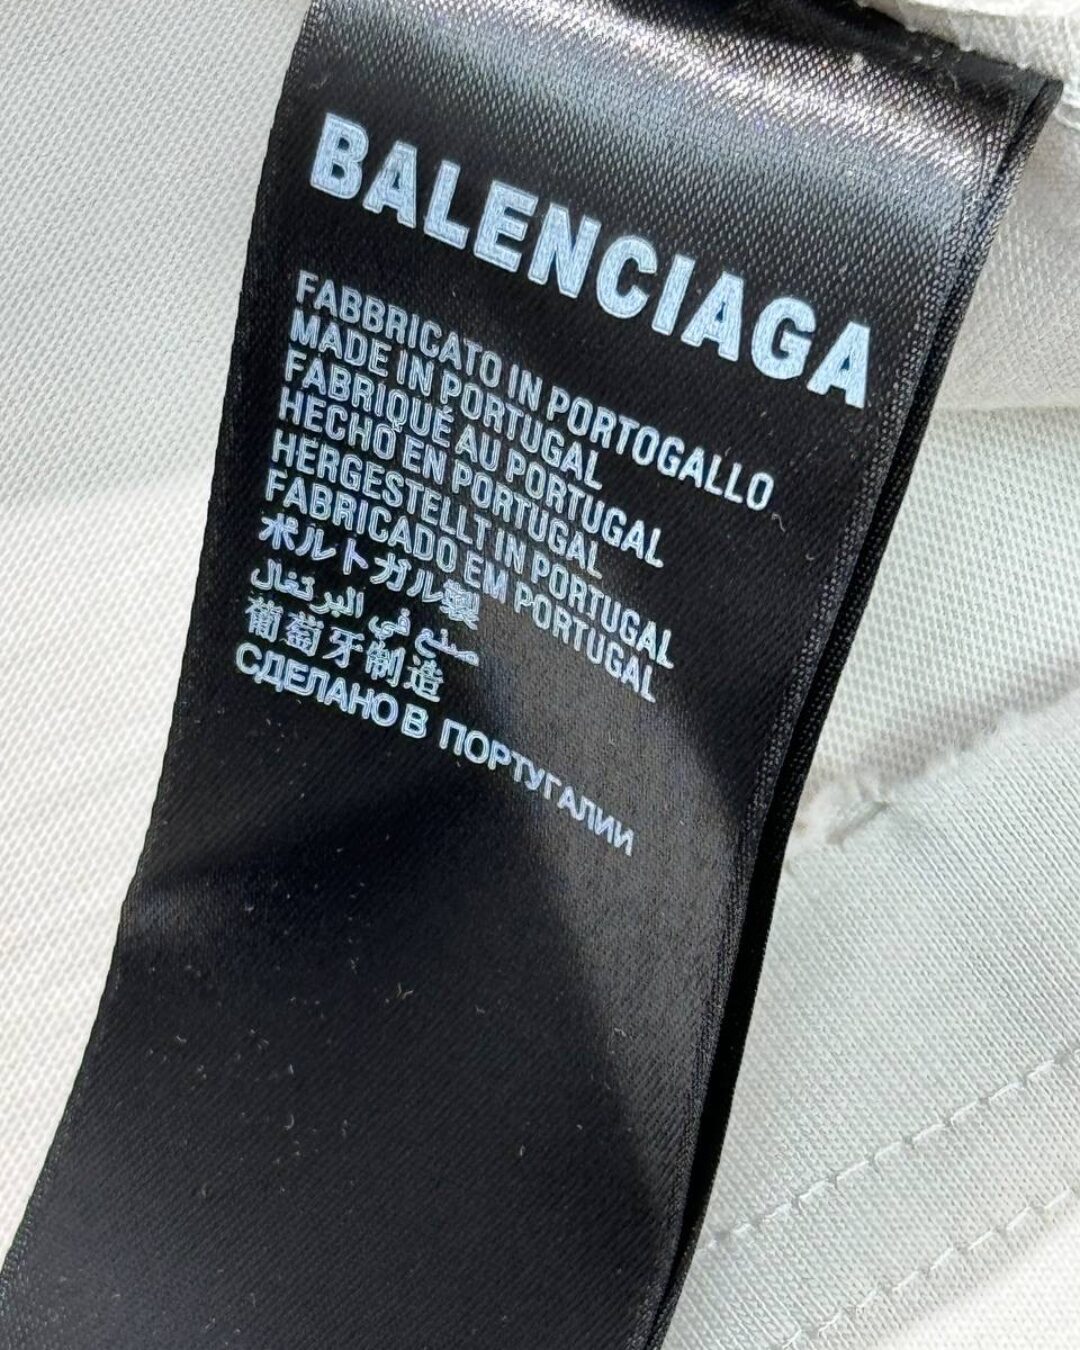 BALENCIAGA
FABBRICATO IN PORTOGALLO
MADE IN PORTUGAL
FABRIQUÉ AU PORTUGAL
HECHO EN PORTUGAL
HERGESTELLT IN PORTUGAL
FABRICADO EM PORTUGAL
ポルトガル製
صنع في البرتغال
葡萄牙制造
СДЕЛАНО В ПОРТУГАЛИИ